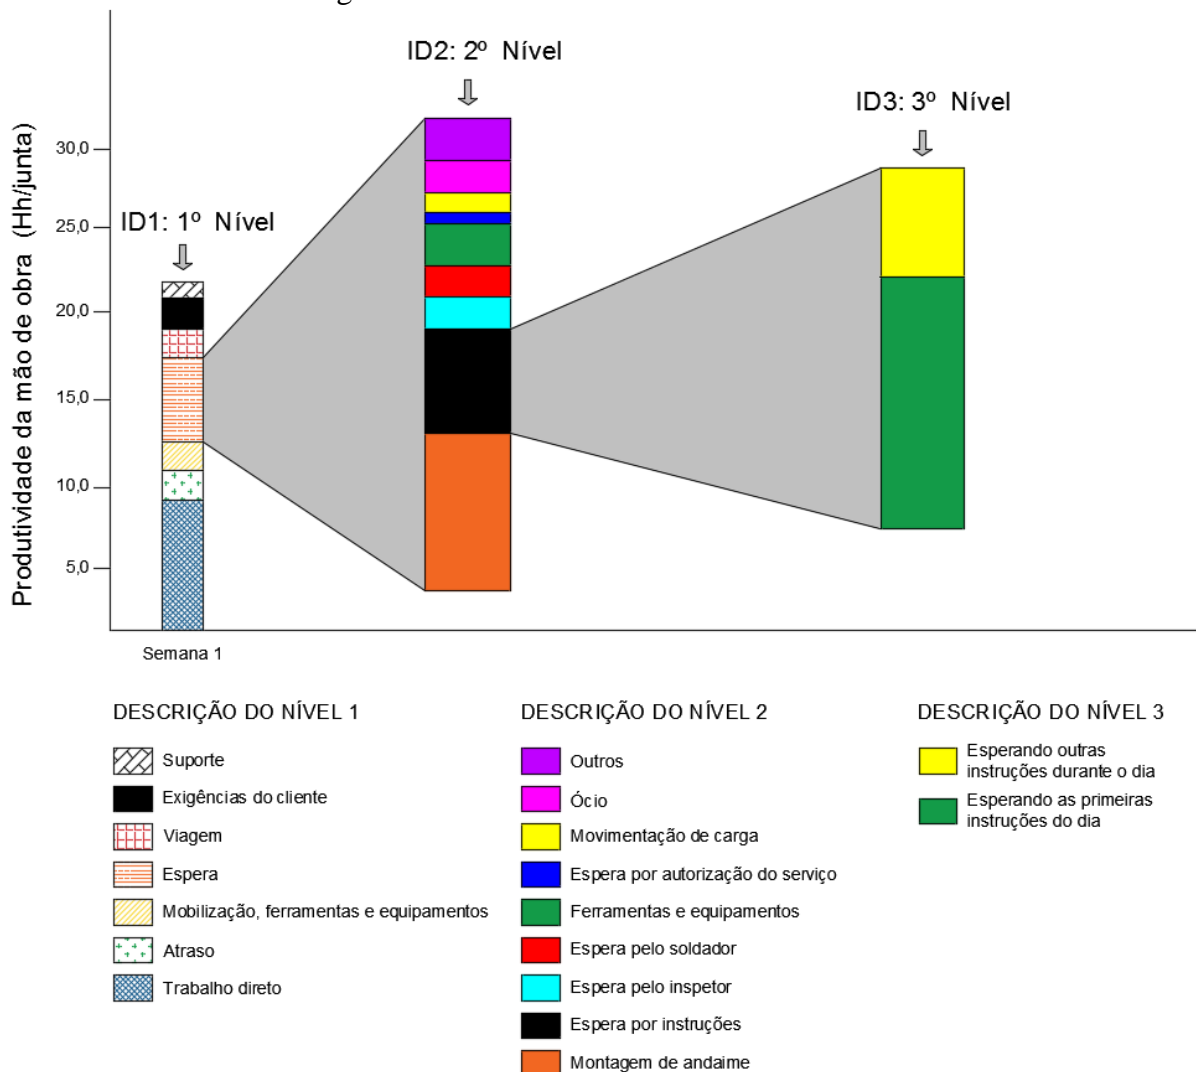 ID2: 2º Nível
ID3: 3º Nível
ID1: 1º Nível
Produtividade da mão de obra (Hh/junta)
30,0
25,0
20,0
15,0
10,0
5,0
Semana 1
DESCRIÇÃO DO NÍVEL 1
Suporte
Exigências do cliente
Viagem
Espera
Mobilização, ferramentas e equipamentos
Atraso
Trabalho direto
DESCRIÇÃO DO NÍVEL 2
Outros
Ócio
Movimentação de carga
Espera por autorização do serviço
Ferramentas e equipamentos
Espera pelo soldador
Espera pelo inspetor
Espera por instruções
Montagem de andaime
DESCRIÇÃO DO NÍVEL 3
Esperando outras
instruções durante o dia
Esperando as primeiras
instruções do dia